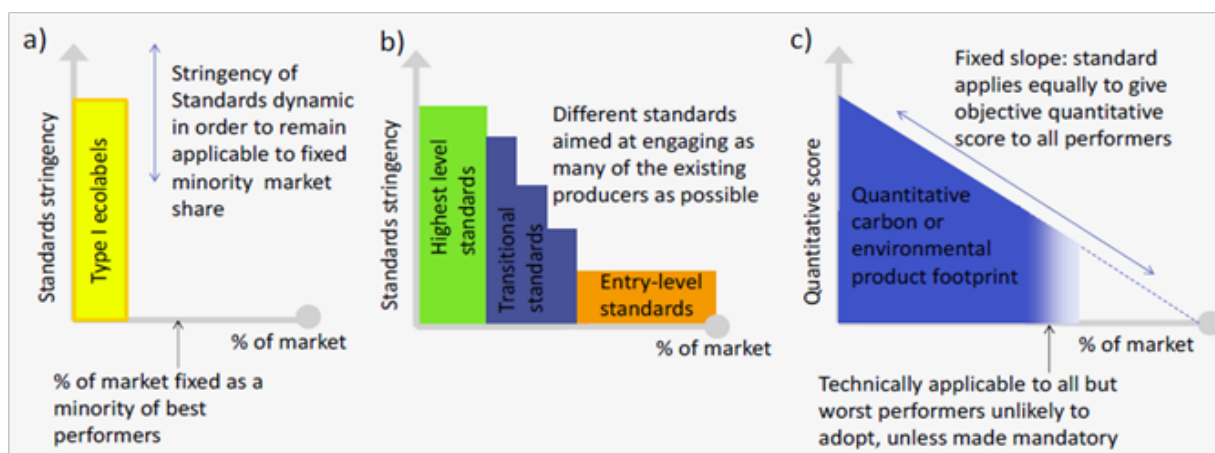 a)
Standards stringency
Type I ecolabels
Stringency of
Standards dynamic
in order to remain
applicable to fixed
minority market
share
% of market
% of market fixed as a
minority of best
performers
b)
Standards stringency
Highest level
standards
Transitional
standards
Entry-level
standards
Different standards
aimed at engaging as
many of the existing
producers as possible
% of market
c)
Quantitative score
Quantitative
carbon or
environmental
product footprint
Fixed slope: standard
applies equally to give
objective quantitative
score to all performers
% of market
Technically applicable to all but
worst performers unlikely to
adopt, unless made mandatory